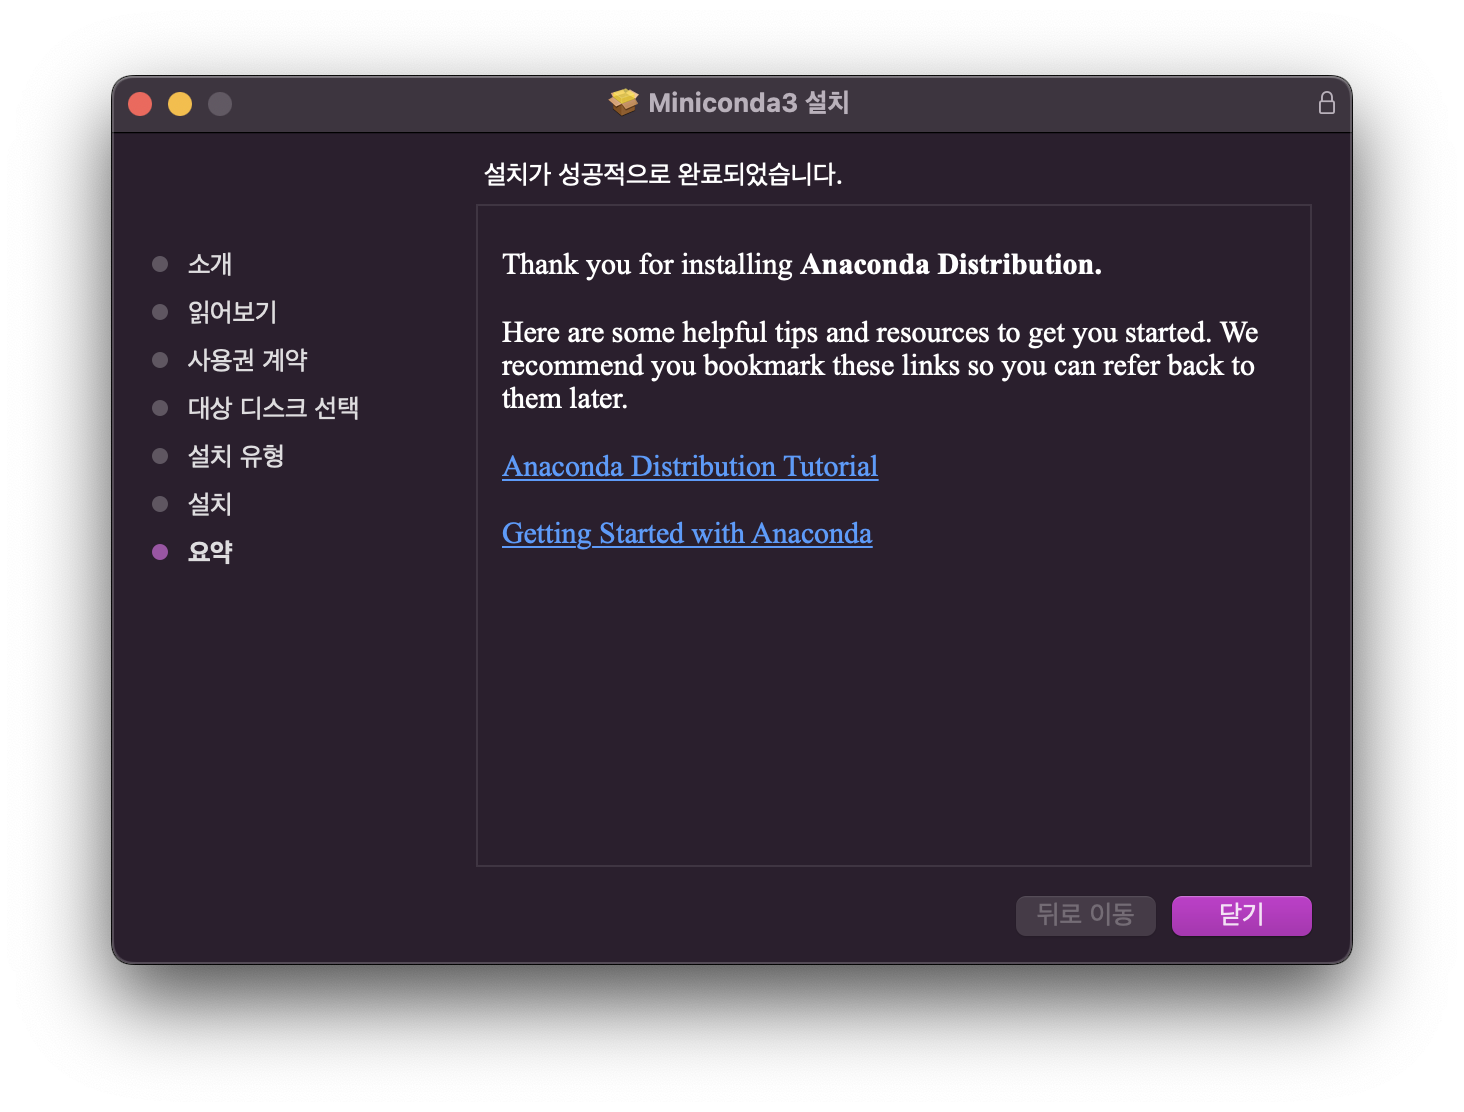 Miniconda3 설치
설치가 성공적으로 완료되었습니다.
소개
읽어보기
사용권 계약
대상 디스크 선택
설치 유형
설치
요약
Thank you for installing Anaconda Distribution.
Here are some helpful tips and resources to get you started. We
recommend you bookmark these links so you can refer back to
them later.
Anaconda Distribution Tutorial
Getting Started with Anaconda
뒤로 이동
닫기